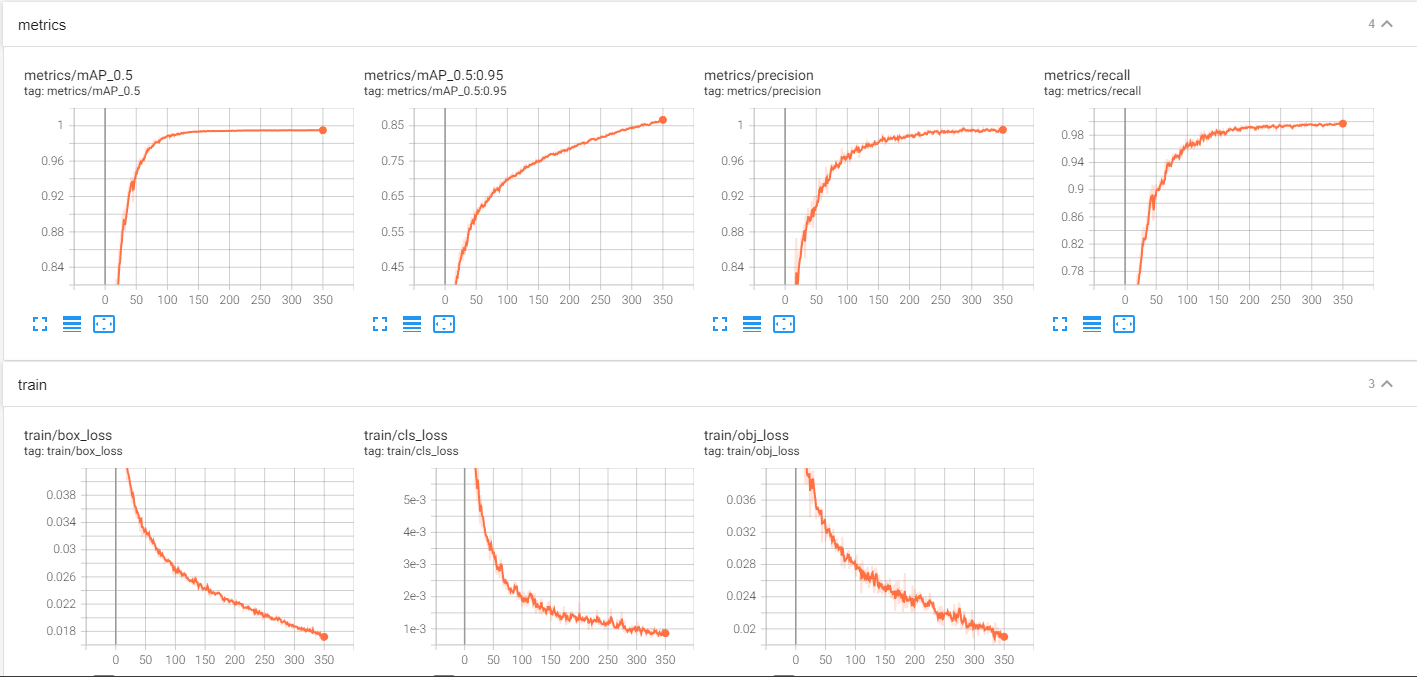 metrics 4
metrics/mAP_0.5 metrics/mAP_0.5:0.95 metrics/precision metrics/recall
tag: metrics/mAP_0.5 tag: metrics/mAP_0.5:0.95 tag: metrics/precision tag: metrics/recall
1
0.96
0.92
0.88
0.84
0 50 100 150 200 250 300 350
0.85
0.75
0.65
0.55
0.45
0 50 100 150 200 250 300 350
1
0.96
0.92
0.88
0.84
0 50 100 150 200 250 300 350
0.98
0.94
0.9
0.86
0.82
0.78
0 50 100 150 200 250 300 350
train 3
train/box_loss train/cls_loss train/obj_loss
tag: train/box_loss tag: train/cls_loss tag: train/obj_loss
0.038
0.034
0.03
0.026
0.022
0.018
0 50 100 150 200 250 300 350
5e-3
4e-3
3e-3
2e-3
1e-3
0 50 100 150 200 250 300 350
0.036
0.032
0.028
0.024
0.02
0 50 100 150 200 250 300 350